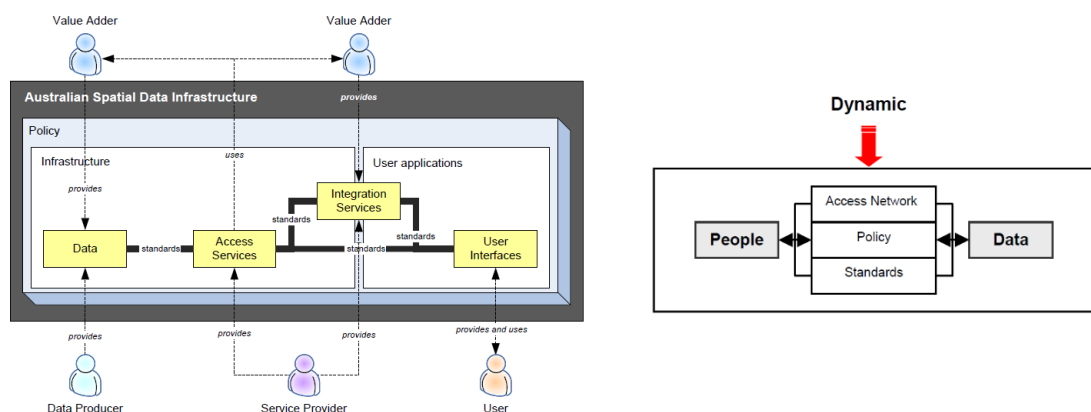 Value Adder
Value Adder
Australian Spatial Data Infrastructure
provides
Policy
Infrastructure
uses
User applications
provides
Integration
Services
standards
standards
Data
standards
Access
Services
standards
User
Interfaces
provides
provides
provides
provides and uses
Data Producer
Service Provider
User
Dynamic
Access Network
People
Policy
Data
Standards